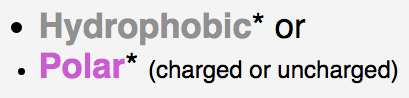 • Hydrophobic* or
• Polar* (charged or uncharged)